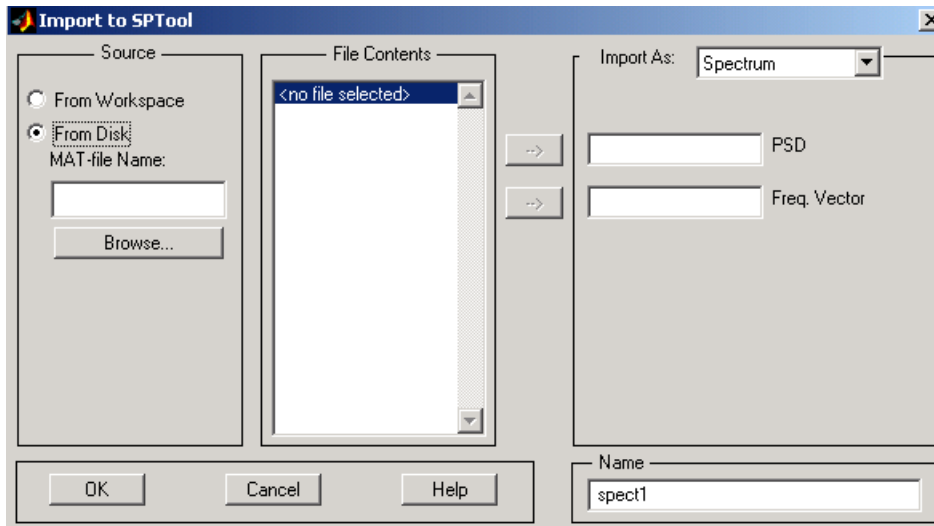 Import to SPTool
Source
From Workspace
From Disk
MAT-file Name:
Browse...
File Contents
<no file selected>
-->
-->
Import As:
Spectrum
PSD
Freq. Vector
OK
Cancel
Help
Name
spect1